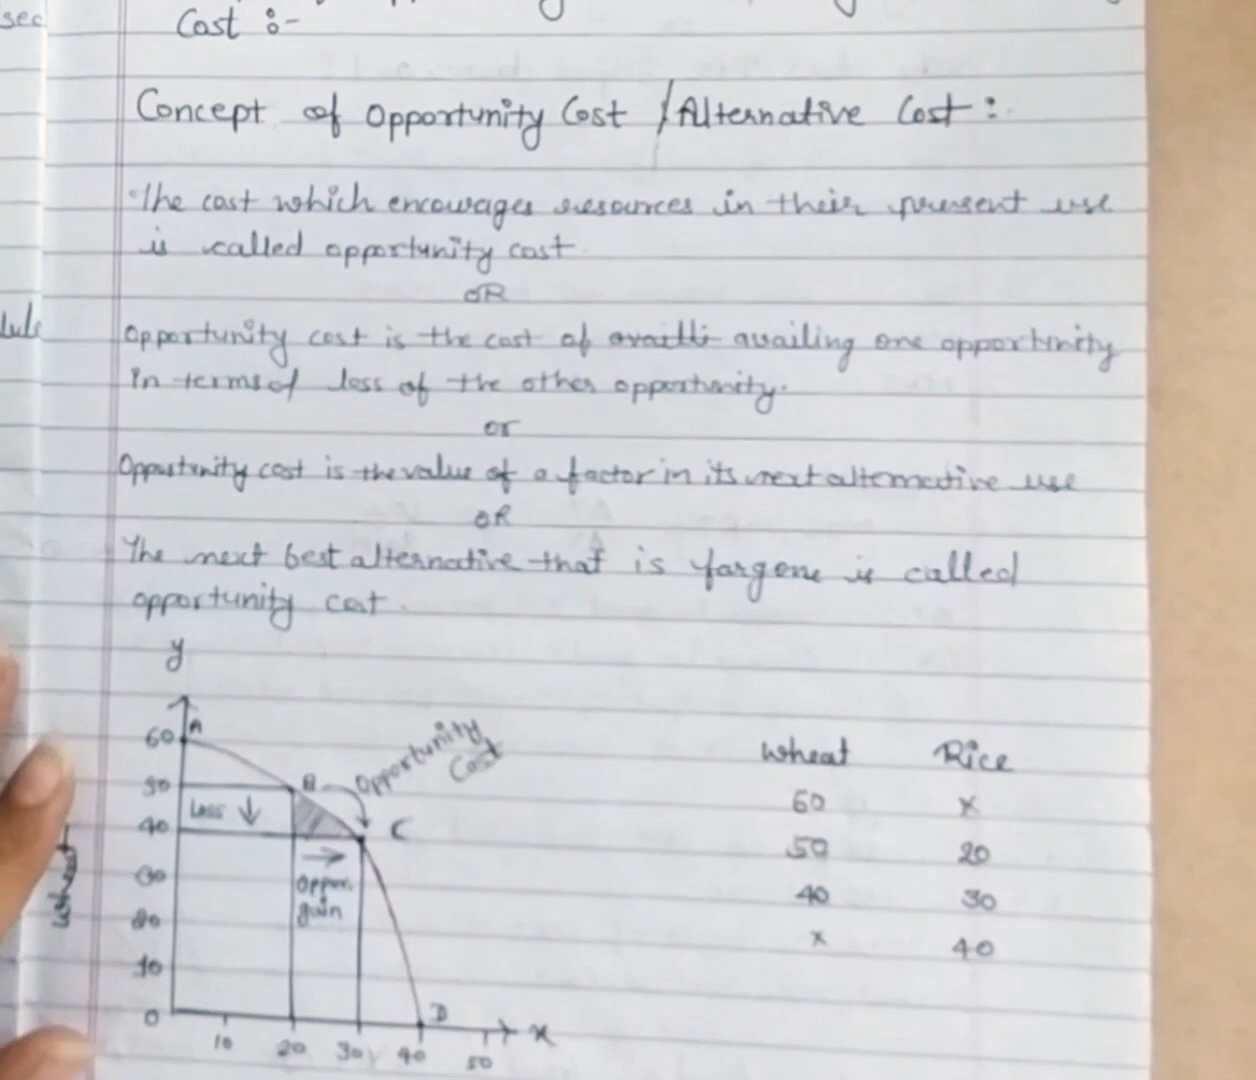 sec
Cost :-
Concept of Opportunity Cost / Alternative Cost :
The cost which encourages resources in their present use
is called opportunity cost
OR
Opportunity cost is the cost of availing one opportunity
In terms of loss of the other opportunity.
or
Opportunity cost is the value of a factor in its next alternative use
OR
The next best alternative that is forgone is called
opportunity cost.
y
60 A
50 B Opportunity Cost
Loss ↓
40 C
30 → Oppor. gain
20
10
0 D x
10 20 30 40 50
Wheat
Wheat Rice
60 x
50 20
40 30
x 40